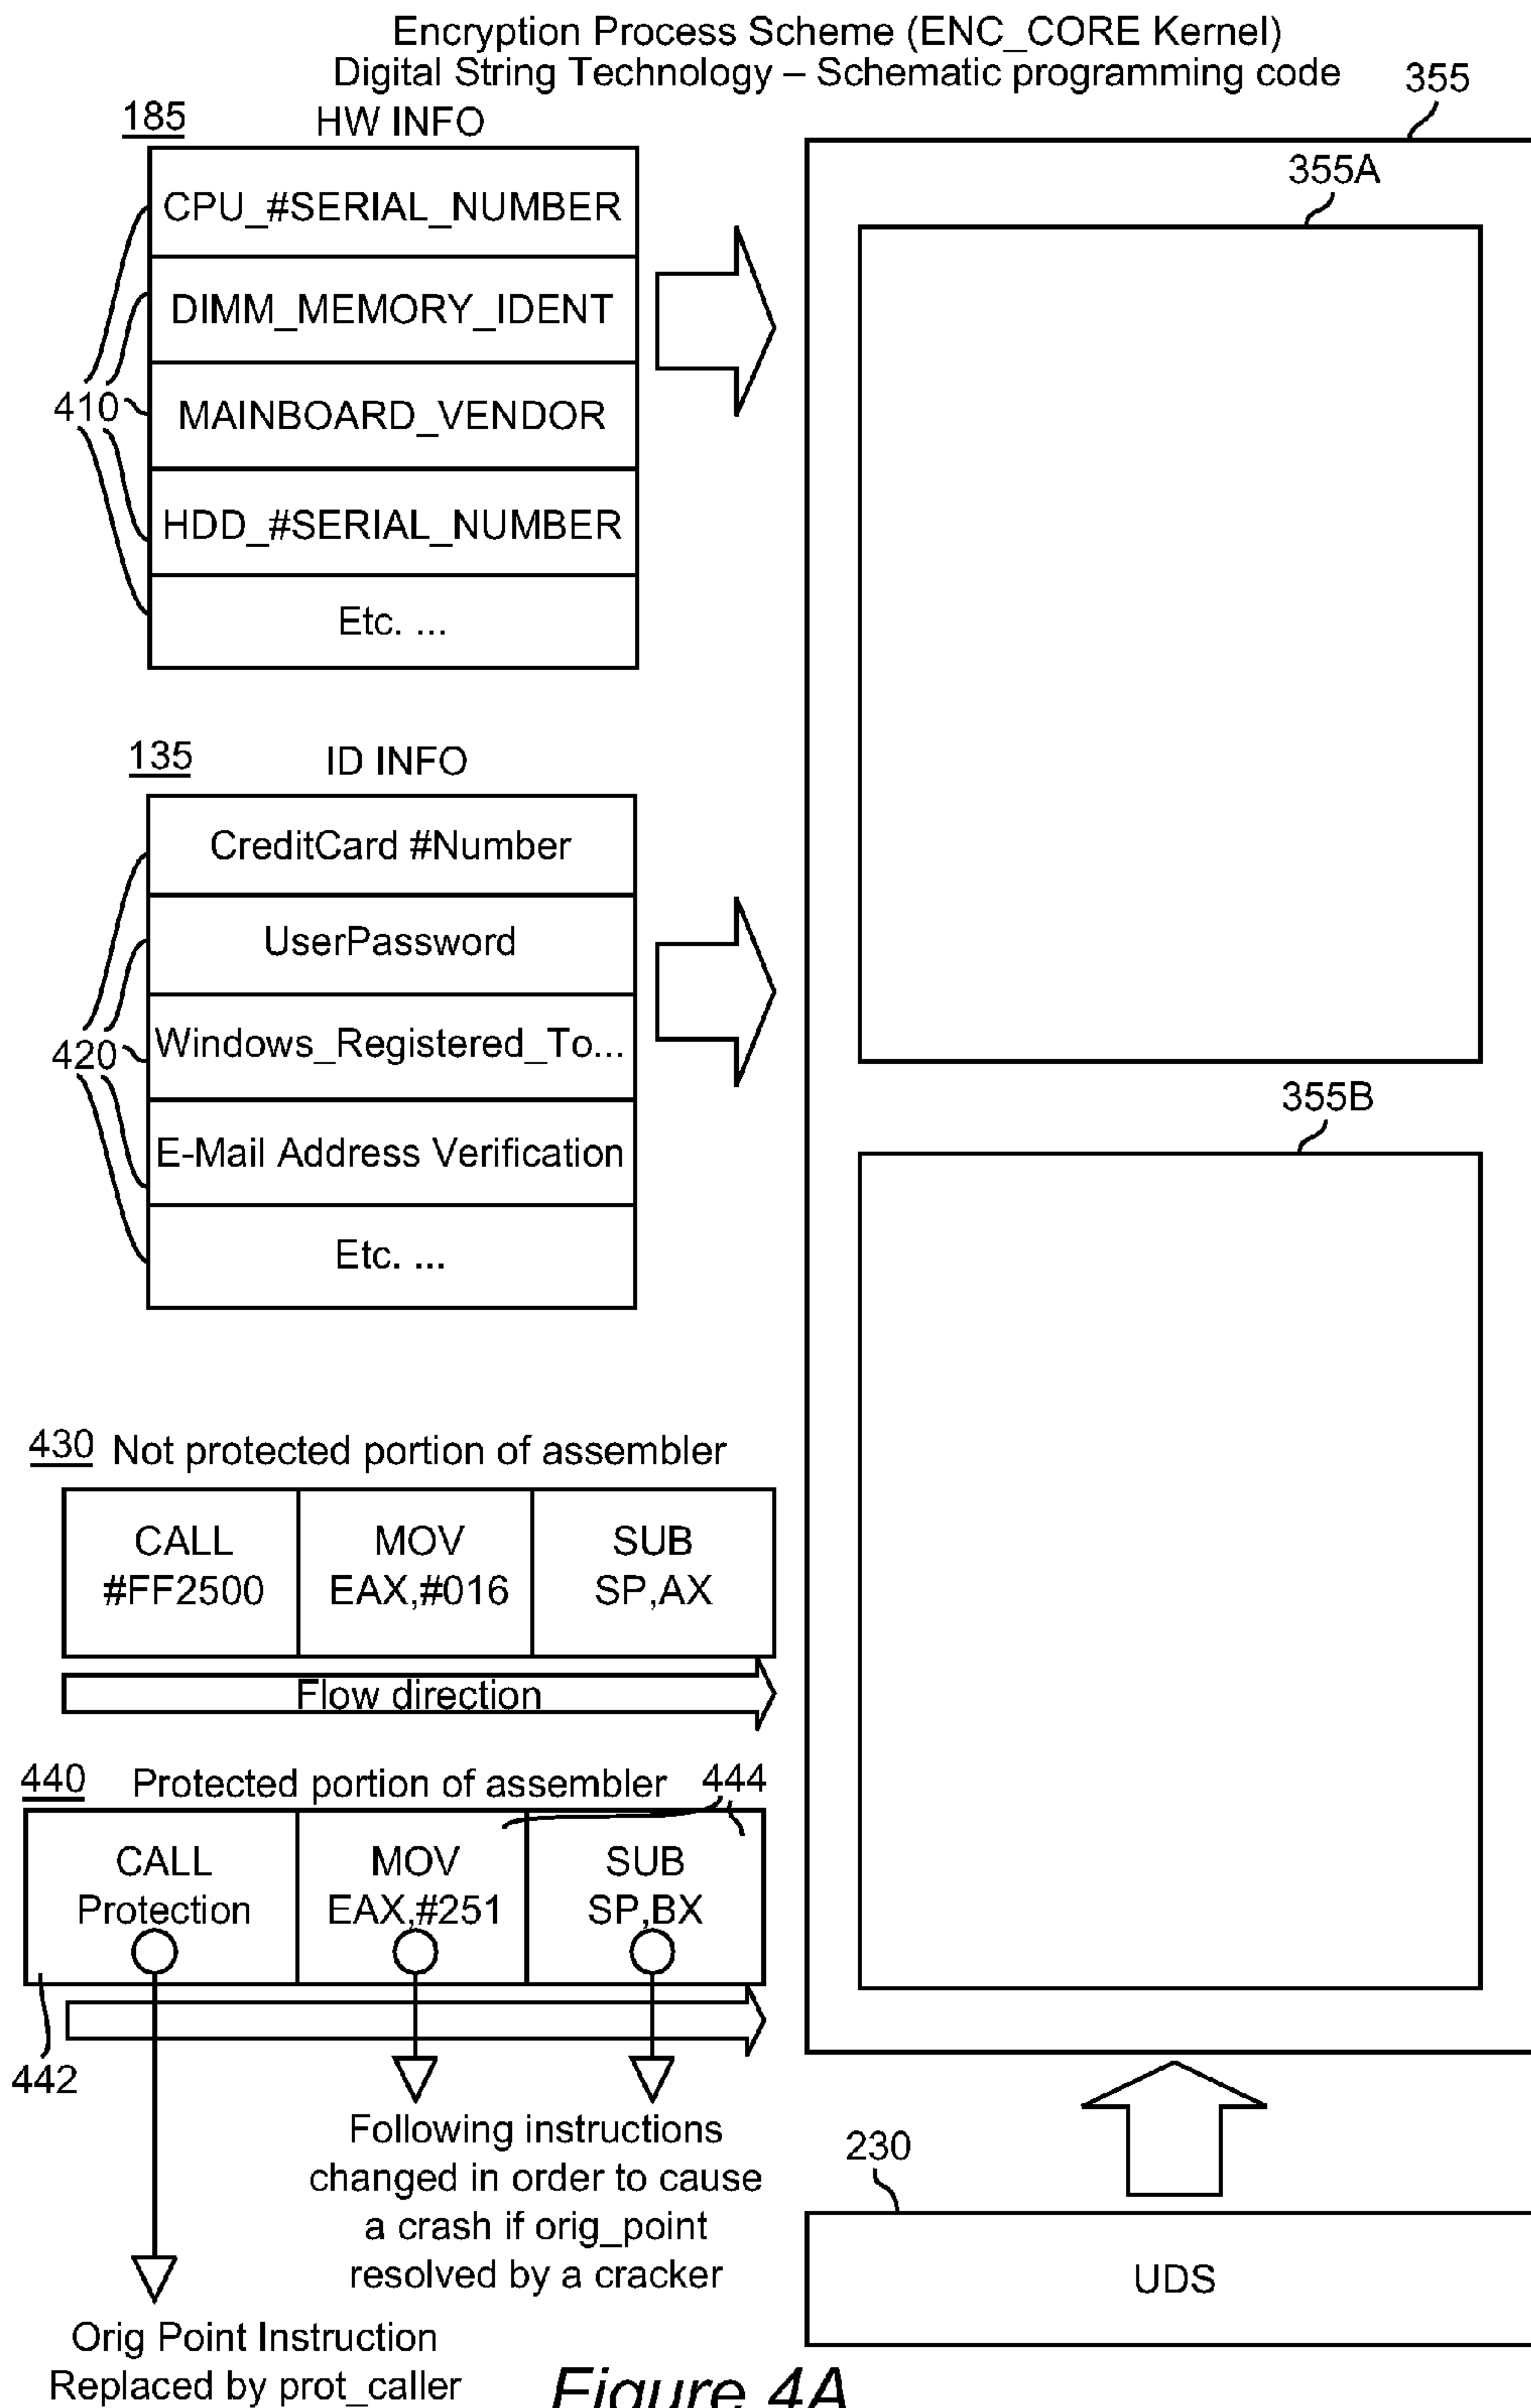 Encryption Process Scheme (ENC_CORE Kernel)
Digital String Technology – Schematic programming code
355
185
HW INFO
355A
CPU_#SERIAL_NUMBER
DIMM_MEMORY_IDENT
410
MAINBOARD_VENDOR
HDD_#SERIAL_NUMBER
Etc. ...
135
ID INFO
CreditCard #Number
UserPassword
420
Windows_Registered_To...
355B
E-Mail Address Verification
Etc. ...
430
Not protected portion of assembler
CALL
#FF2500
MOV
EAX,#016
SUB
SP,AX
Flow direction
440
Protected portion of assembler
444
CALL
Protection
MOV
EAX,#251
SUB
SP,BX
442
Following instructions
changed in order to cause
a crash if orig_point
resolved by a cracker
230
UDS
Orig Point Instruction
Replaced by prot_caller
Figure 4A